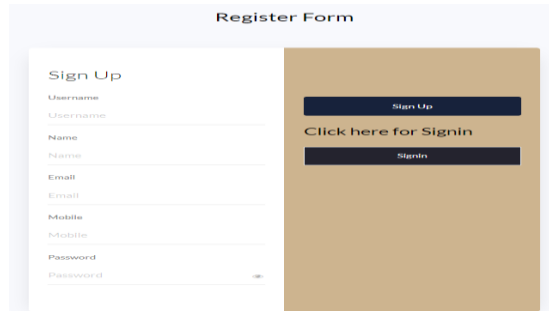 Register Form
Sign Up
Username
Username
Name
Name
Email
Email
Mobile
Mobile
Password
Password
Sign Up
Click here for Signin
Signin